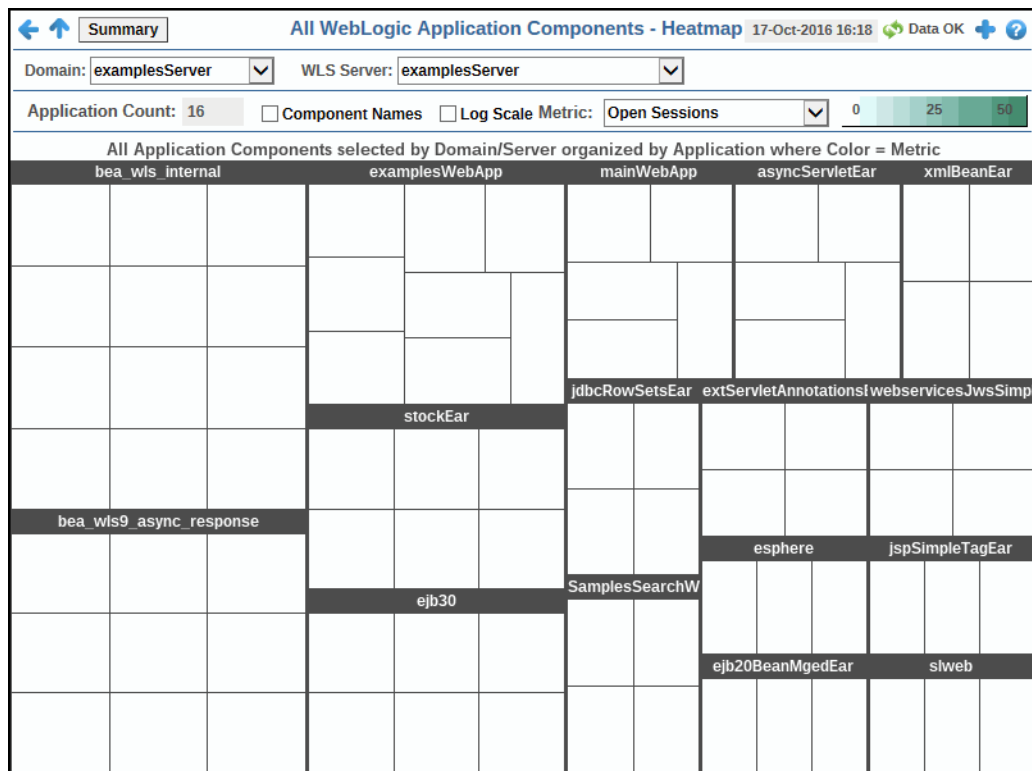 Summary All WebLogic Application Components - Heatmap 17-Oct-2016 16:18 Data OK
Domain: examplesServer WLS Server: examplesServer
Application Count: 16 Component Names Log Scale Metric: Open Sessions 0 25 50
All Application Components selected by Domain/Server organized by Application where Color = Metric
bea_wls_internal examplesWebApp mainWebApp asyncServletEar xmlBeanEar
jdbcRowSetsEar extServletAnnotationsE webservicesJwsSimp
stockEar
bea_wls9_async_response
esphere jspSimpleTagEar
SamplesSearchW
ejb30
ejb20BeanMgedEar slweb